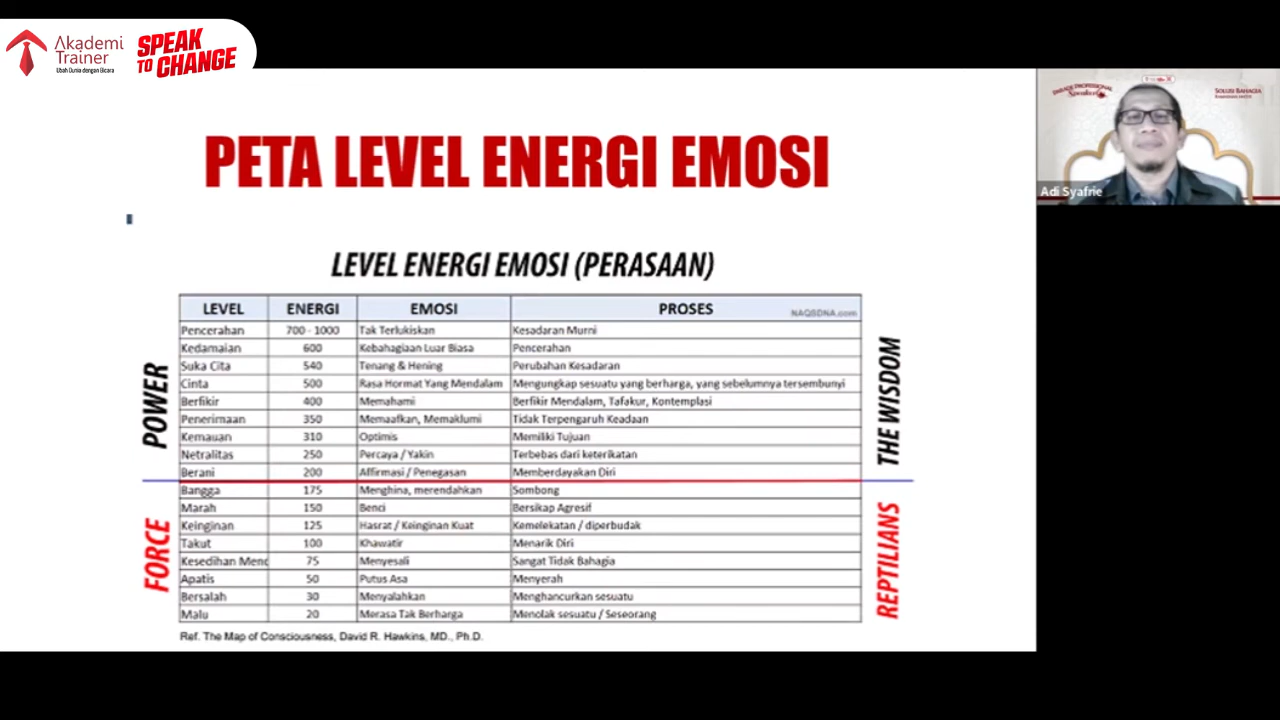 Akademi
Trainer
Ubah Dunia dengan Bicara
SPEAK
TO CHANGE
PETA LEVEL ENERGI EMOSI
LEVEL ENERGI EMOSI (PERASAAN)
LEVEL ENERGI EMOSI PROSES
NAQSDNA.com
Pencerahan 700 - 1000 Tak Terlukiskan Kesadaran Murni
Kedamaian 600 Kebahagiaan Luar Biasa Pencerahan
Suka Cita 540 Tenang & Hening Perubahan Kesadaran
Cinta 500 Rasa Hormat Yang Mendalam Mengungkap sesuatu yang berharga, yang sebelumnya tersembunyi
Berfikir 400 Memahami Berfikir Mendalam, Tafakur, Kontemplasi
Penerimaan 350 Memaafkan, Memaklumi Tidak Terpengaruh Keadaan
Kemauan 310 Optimis Memiliki Tujuan
Netralitas 250 Percaya / Yakin Terbebas dari keterikatan
Berani 200 Affirmasi / Penegasan Memberdayakan Diri
Bangga 175 Menghina, merendahkan Sombong
Marah 150 Benci Bersikap Agresif
Keinginan 125 Hasrat / Keinginan Kuat Kemelekatan / diperbudak
Takut 100 Khawatir Menarik Diri
Kesedihan Mend 75 Menyesali Sangat Tidak Bahagia
Apatis 50 Putus Asa Menyerah
Bersalah 30 Menyalahkan Menghancurkan sesuatu
Malu 20 Merasa Tak Berharga Menolak sesuatu / Seseorang
POWER
FORCE
THE WISDOM
REPTILIANS
Ref. The Map of Consciousness, David R. Hawkins, MD., Ph.D.
SOLUSI BAHAGIA
Adi Syafrie